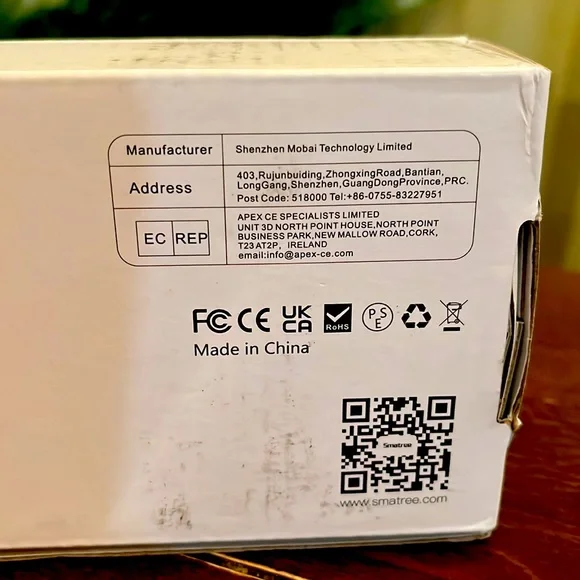 Manufacturer
Shenzhen Mobai Technology Limited
Address
403,Rujunbuiding,ZhongxingRoad,Bantian,
LongGang,Shenzhen,GuangDongProvince,PRC.
Post Code: 518000 Tel:+86-0755-83227951
EC REP
APEX CE SPECIALISTS LIMITED
UNIT 3D NORTH POINT HOUSE,NORTH POINT
BUSINESS PARK,NEW MALLOW ROAD,CORK,
T23 AT2P, IRELAND
email:info@apex-ce.com
FC CE UK
CA
RoHS
PSE
Made in China
Smatree
www.smatree.com